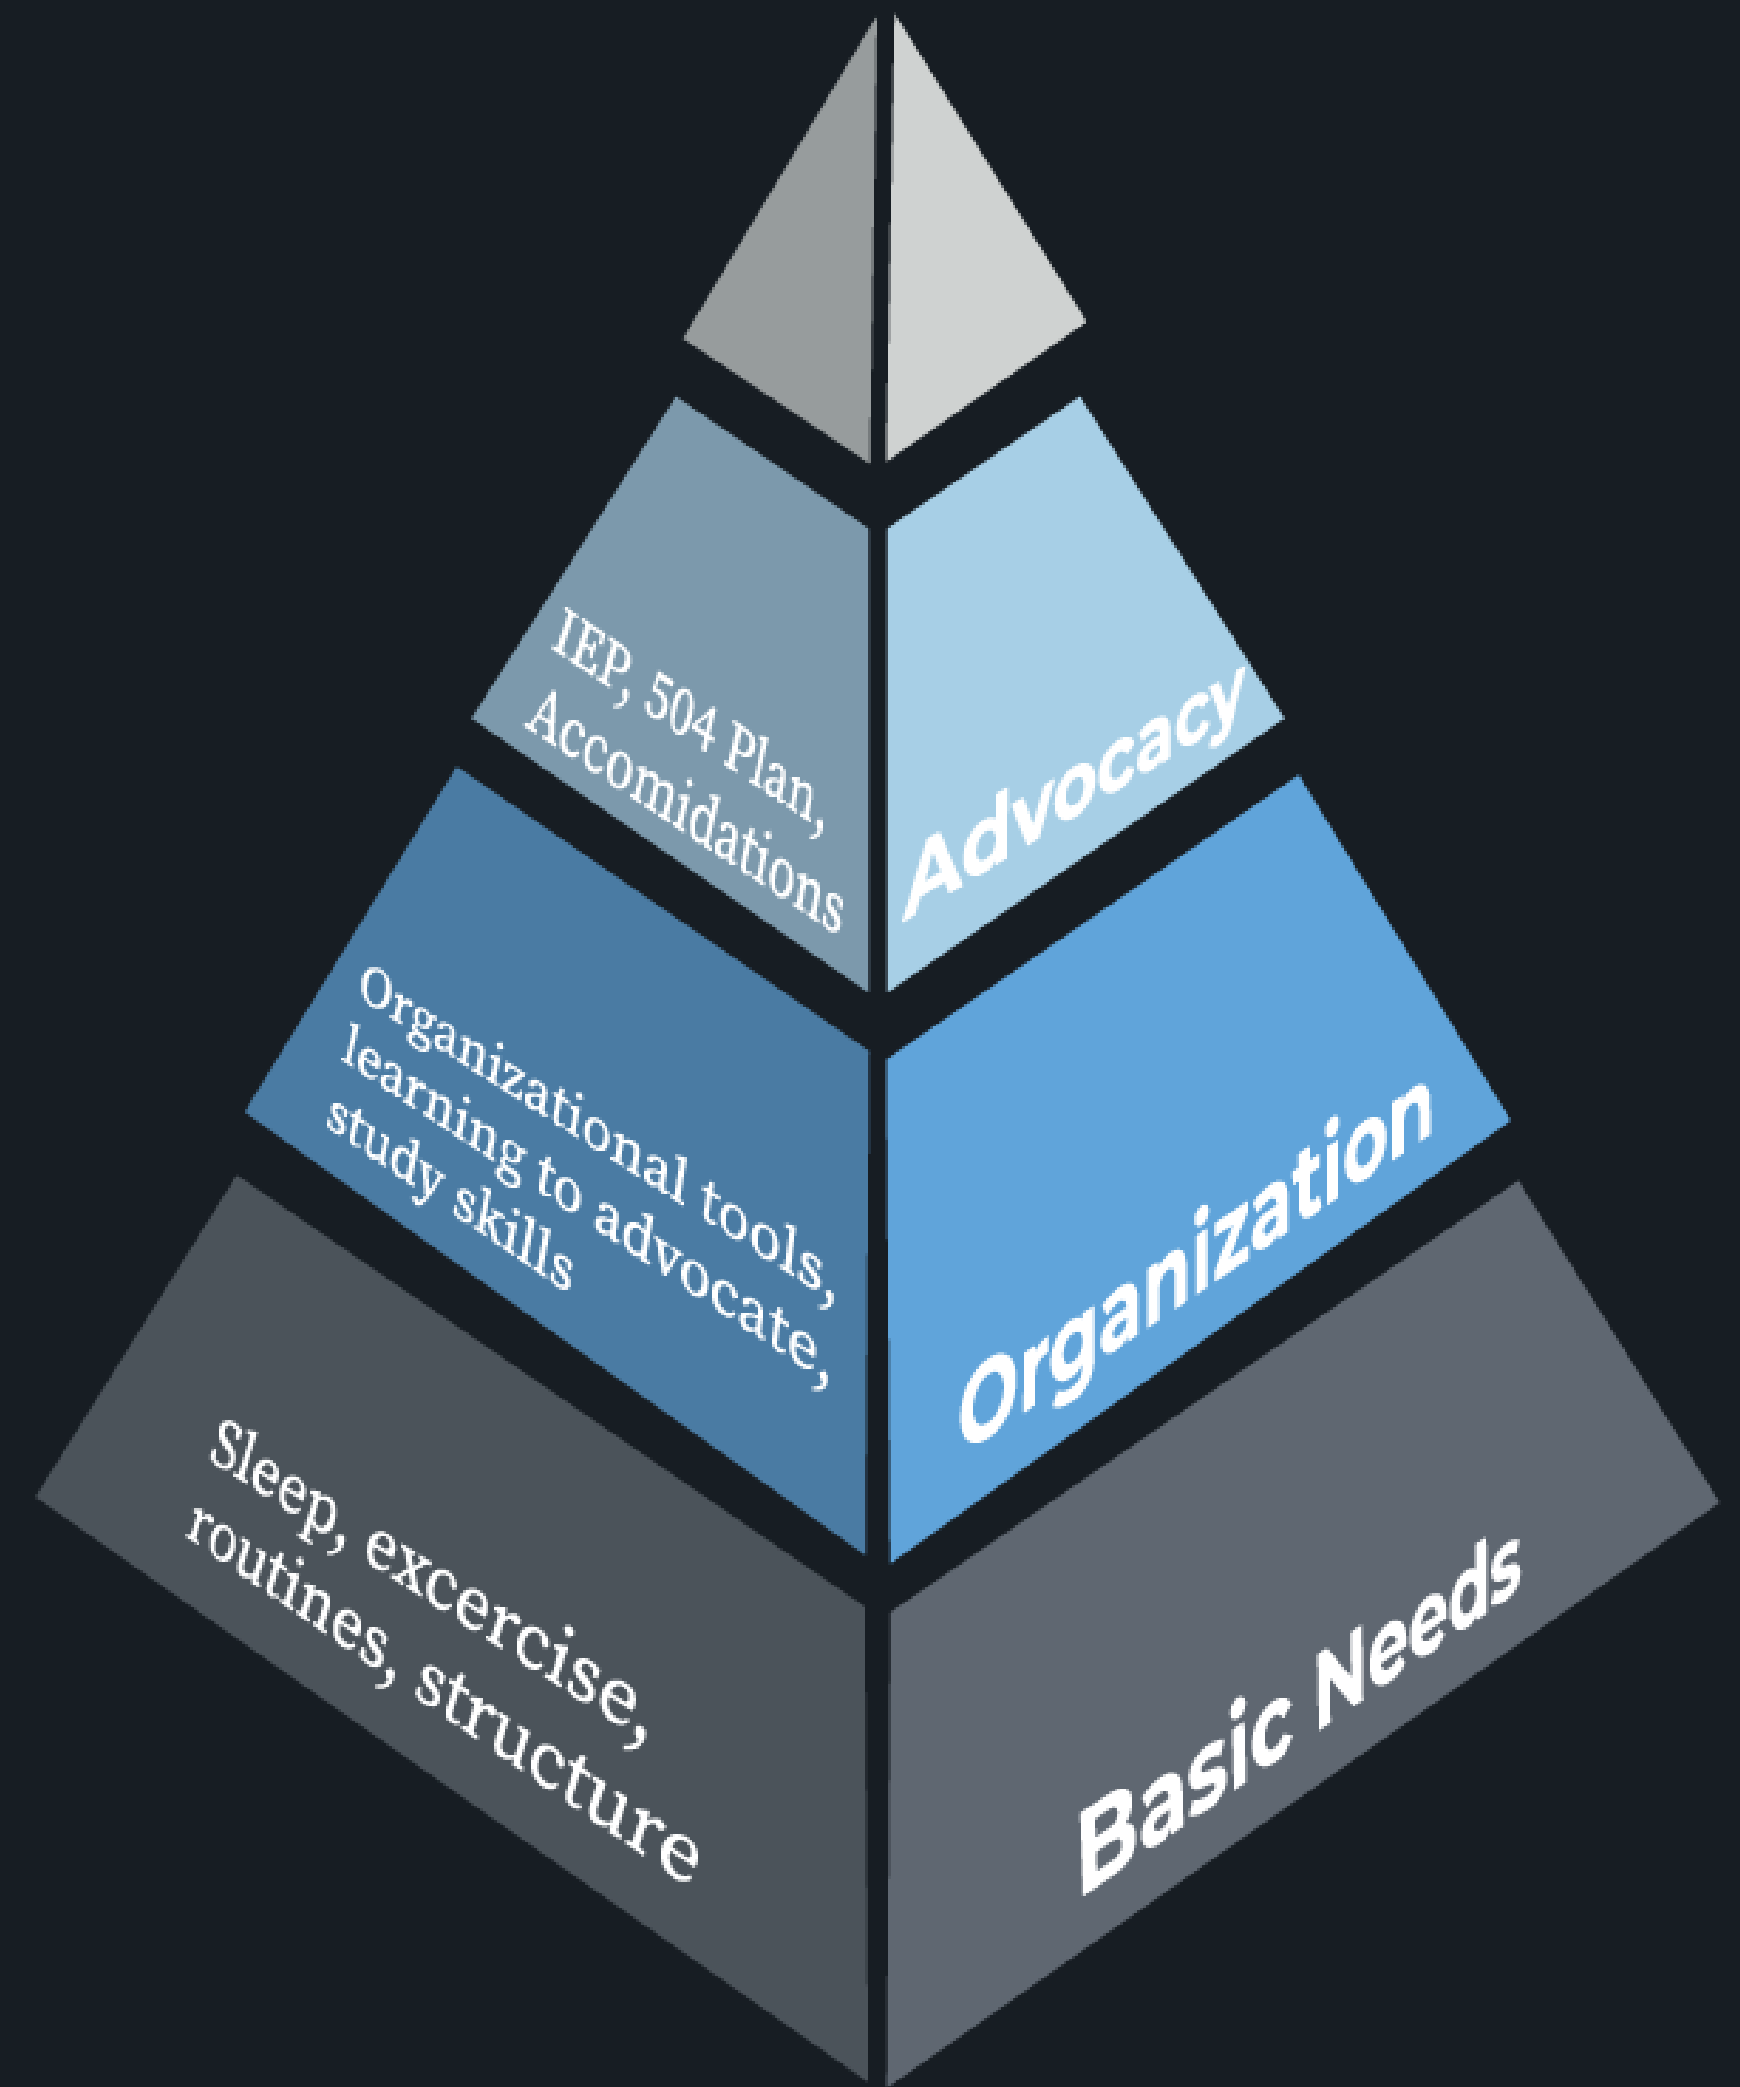 IEP, 504 Plan,
Accomidations
Advocacy
Organizational tools,
learning to advocate,
study skills
Organization
Sleep, excercise,
routines, structure
Basic Needs